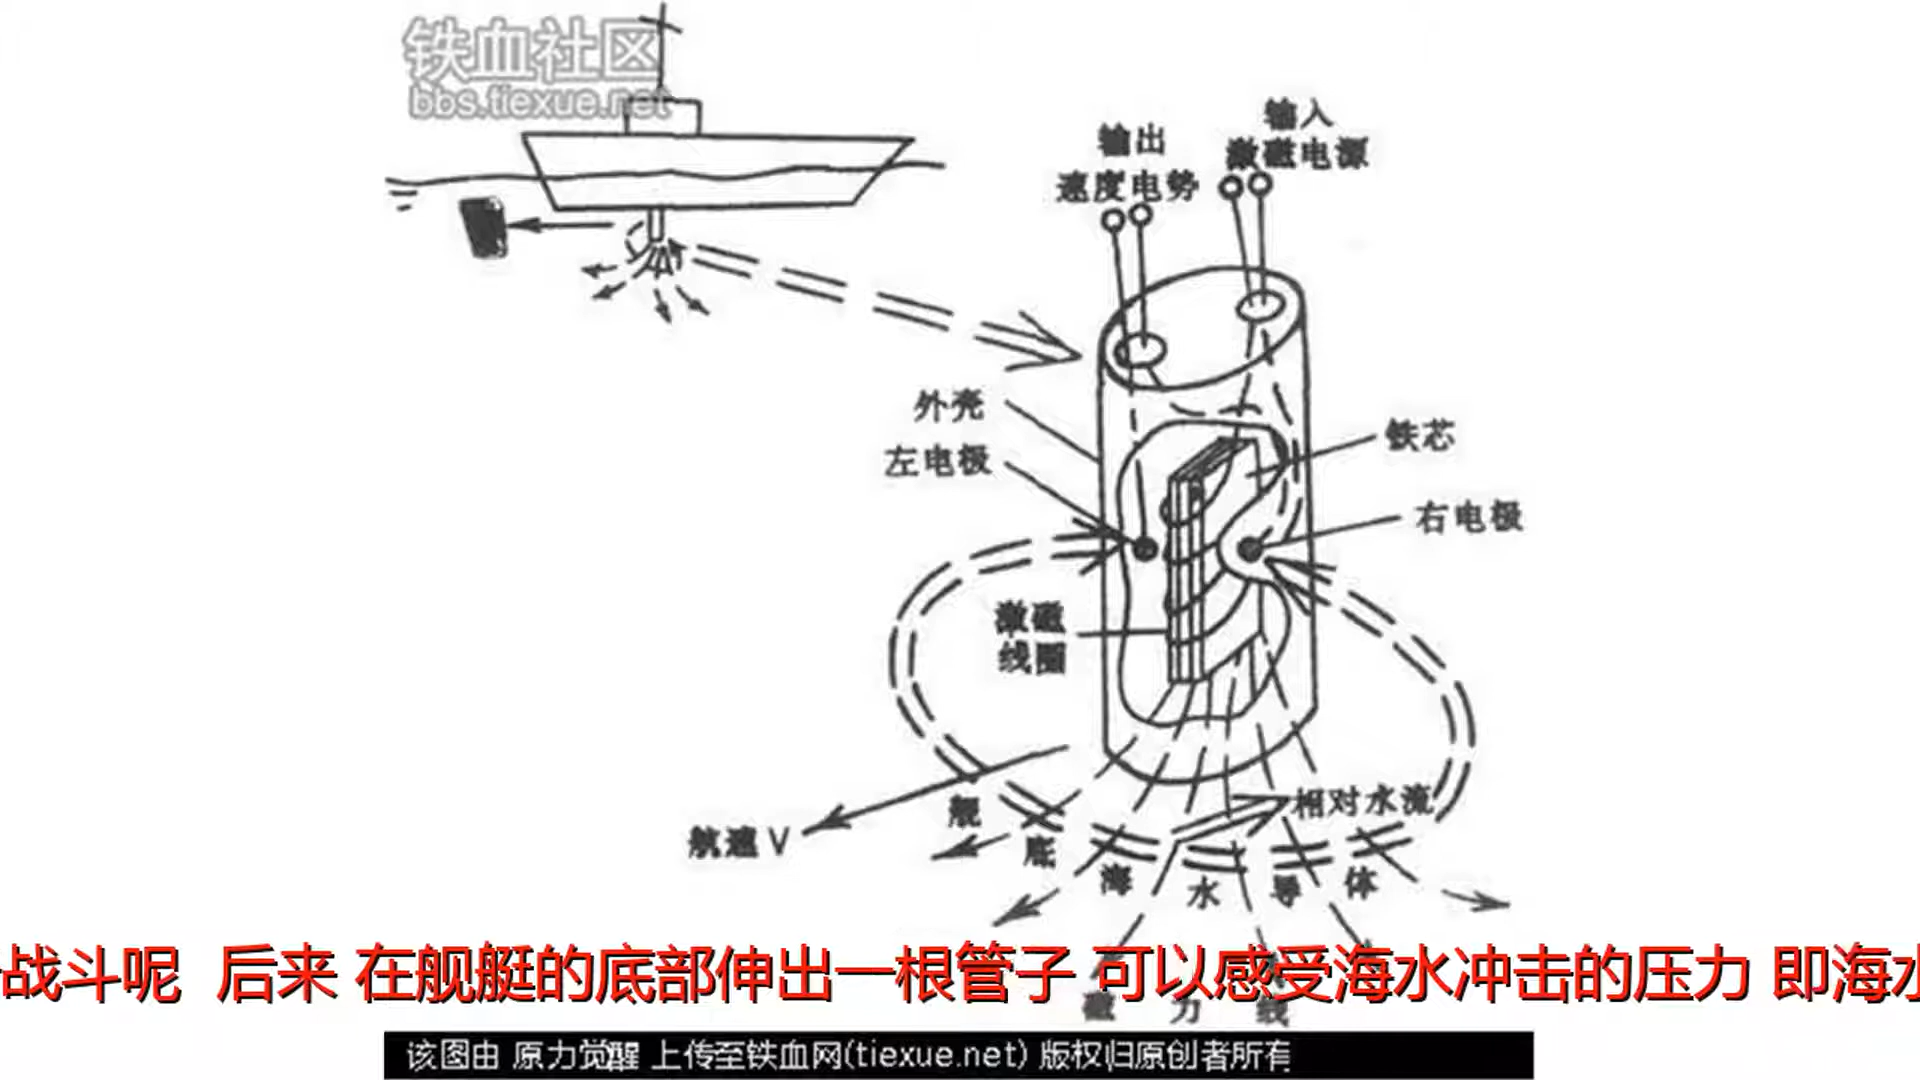 铁血社区
bbs.tiexue.net
输入
激磁电源
输出
速度电势
外壳
左电极
铁芯
右电极
激磁
线圈
相对水流
航速V
舰底海水导体
战斗呢 后来 在舰艇的底部伸出一根管子 可以感受海水冲击的压力 即海水
磁力线
该图由 原力觉醒 上传至铁血网(tiexue.net) 版权归原创者所有